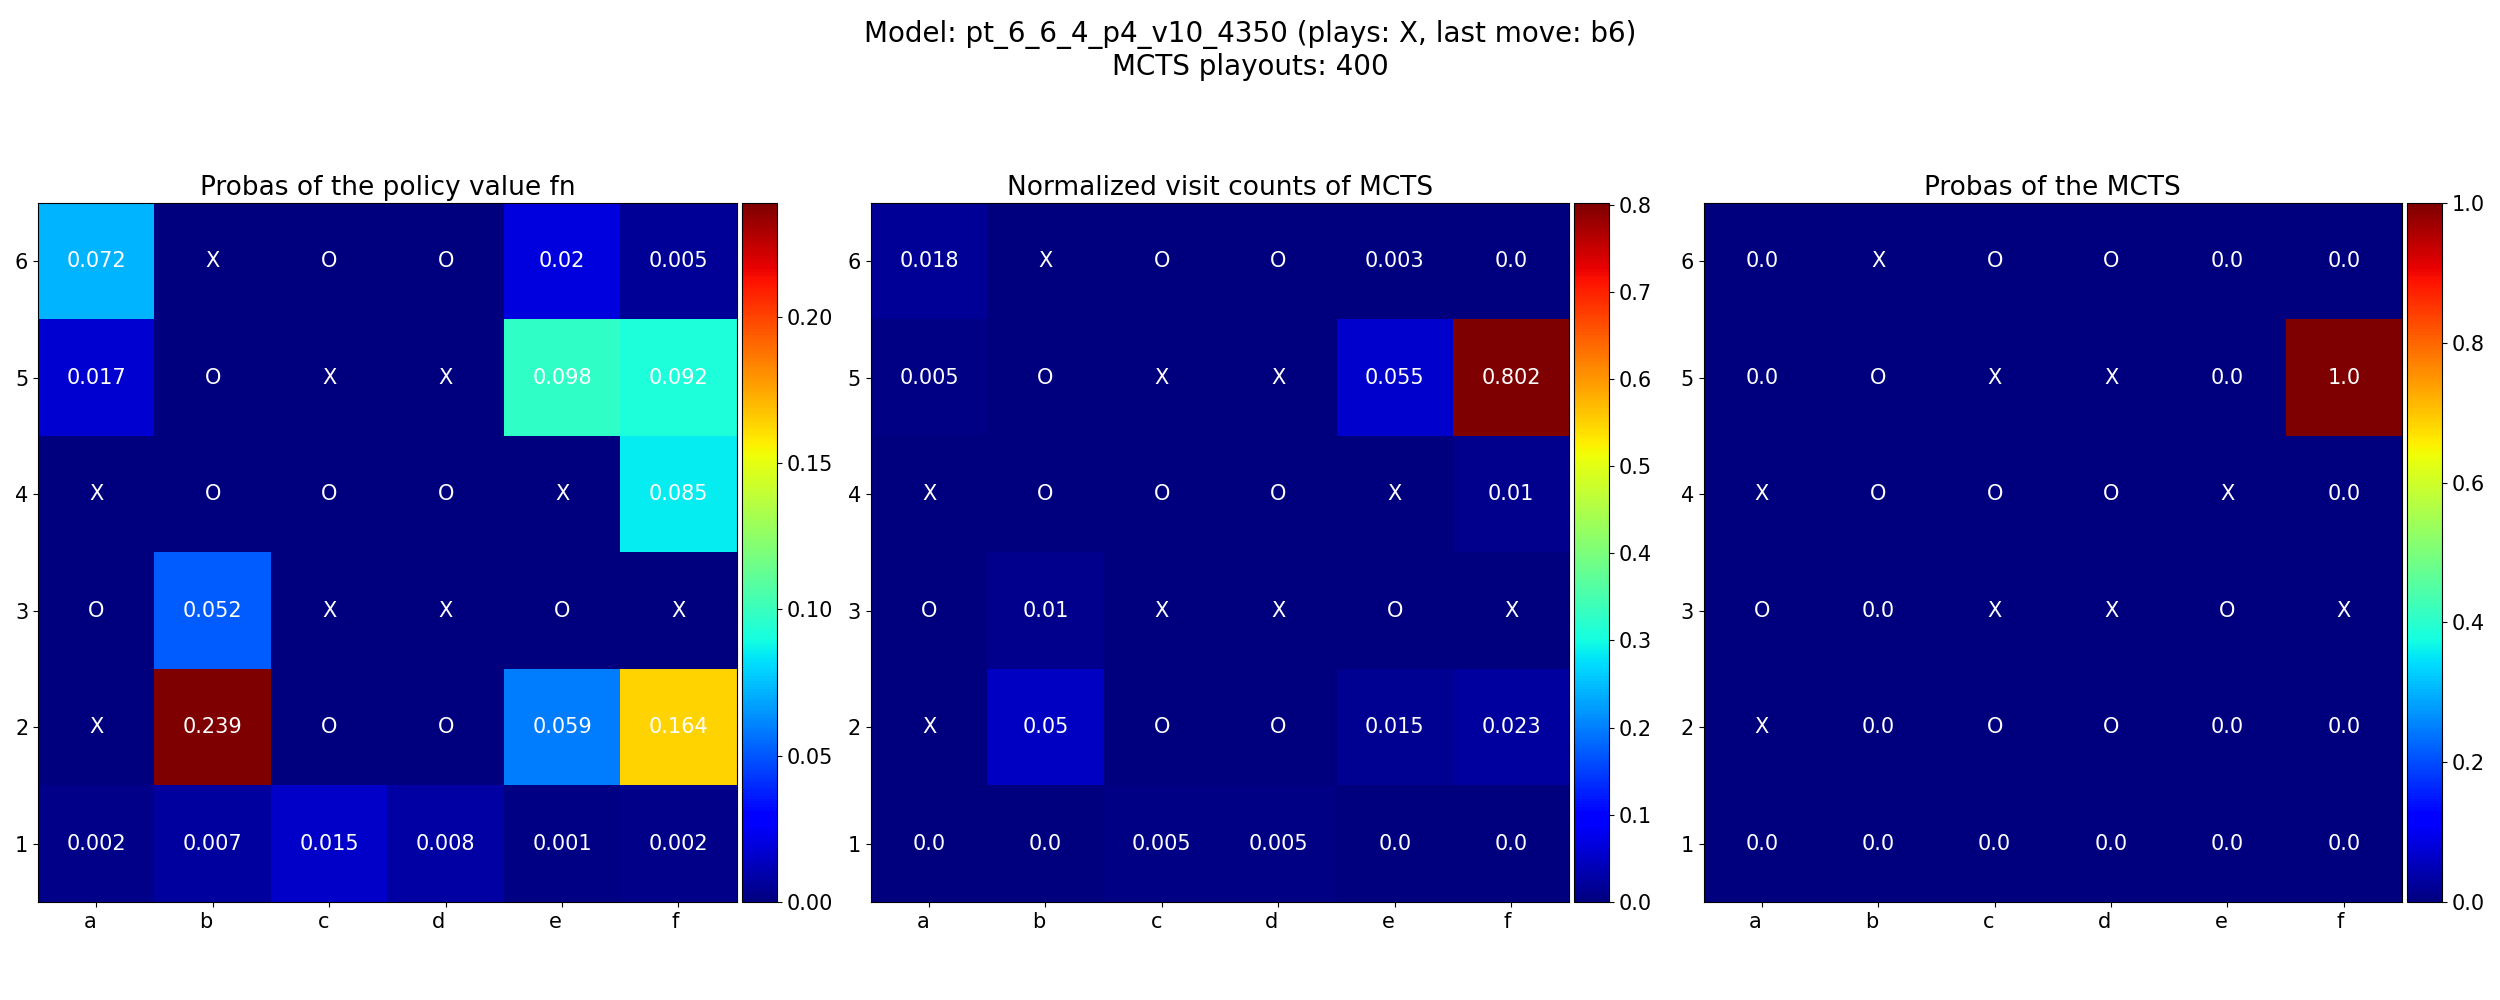 Model: pt_6_6_4_p4_v10_4350 (plays: X, last move: b6)
MCTS playouts: 400
Probas of the policy value fn
6 0.072 X O O 0.02 0.005
5 0.017 O X X 0.098 0.092
4 X O O O X 0.085
3 O 0.052 X X O X
2 X 0.239 O O 0.059 0.164
1 0.002 0.007 0.015 0.008 0.001 0.002
a b c d e f
0.20
0.15
0.10
0.05
0.00
Normalized visit counts of MCTS
6 0.018 X O O 0.003 0.0
5 0.005 O X X 0.055 0.802
4 X O O O X 0.01
3 O 0.01 X X O X
2 X 0.05 O O 0.015 0.023
1 0.0 0.0 0.005 0.005 0.0 0.0
a b c d e f
0.8
0.7
0.6
0.5
0.4
0.3
0.2
0.1
0.0
Probas of the MCTS
6 0.0 X O O 0.0 0.0
5 0.0 O X X 0.0 1.0
4 X O O O X 0.0
3 O 0.0 X X O X
2 X 0.0 O O 0.0 0.0
1 0.0 0.0 0.0 0.0 0.0 0.0
a b c d e f
1.0
0.8
0.6
0.4
0.2
0.0